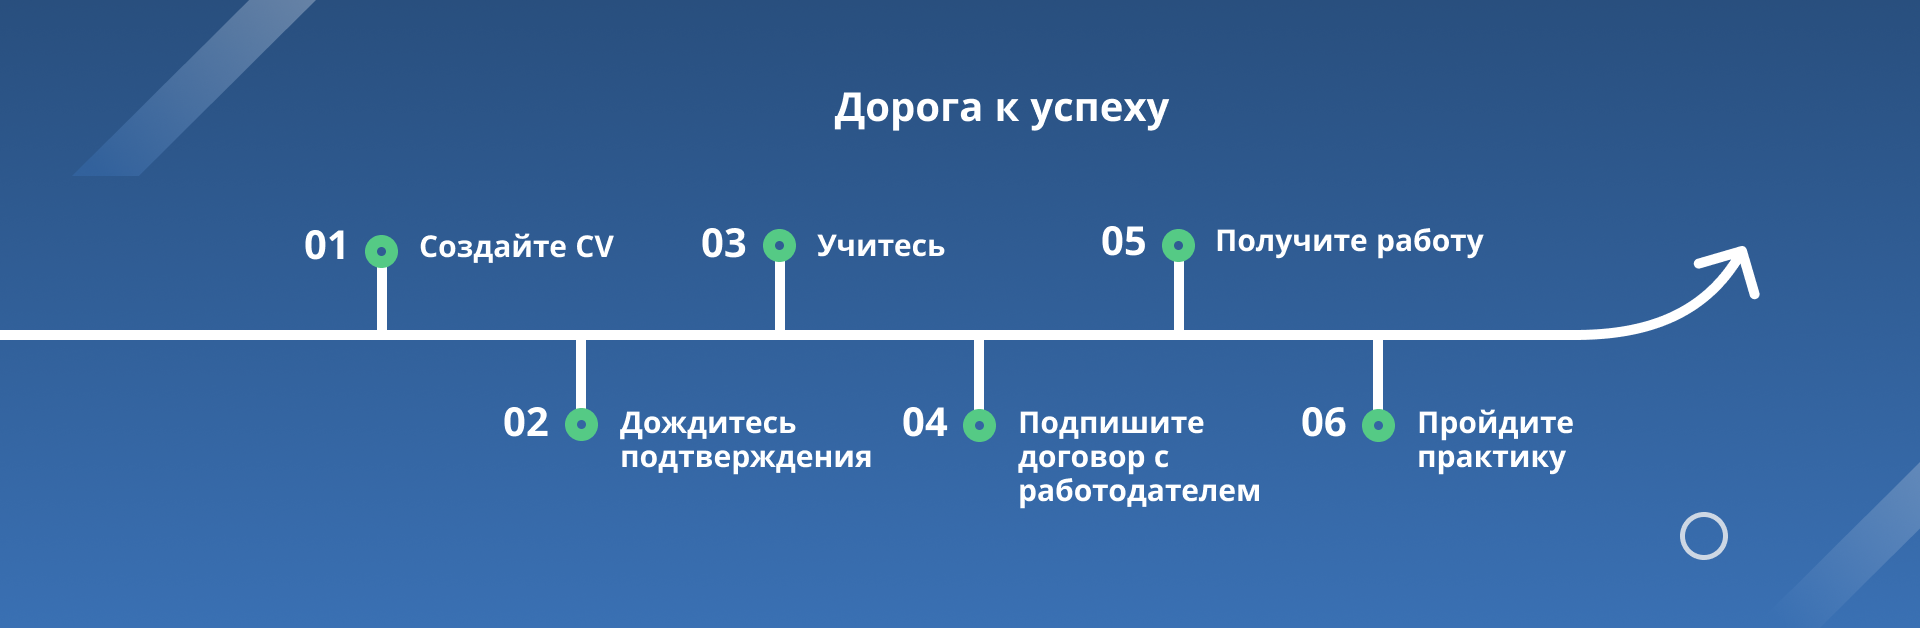 Дорога к успеху
01 Создайте CV
02 Дождитесь
подтверждения
03 Учитесь
04 Подпишите
договор с
работодателем
05 Получите работу
06 Пройдите
практику